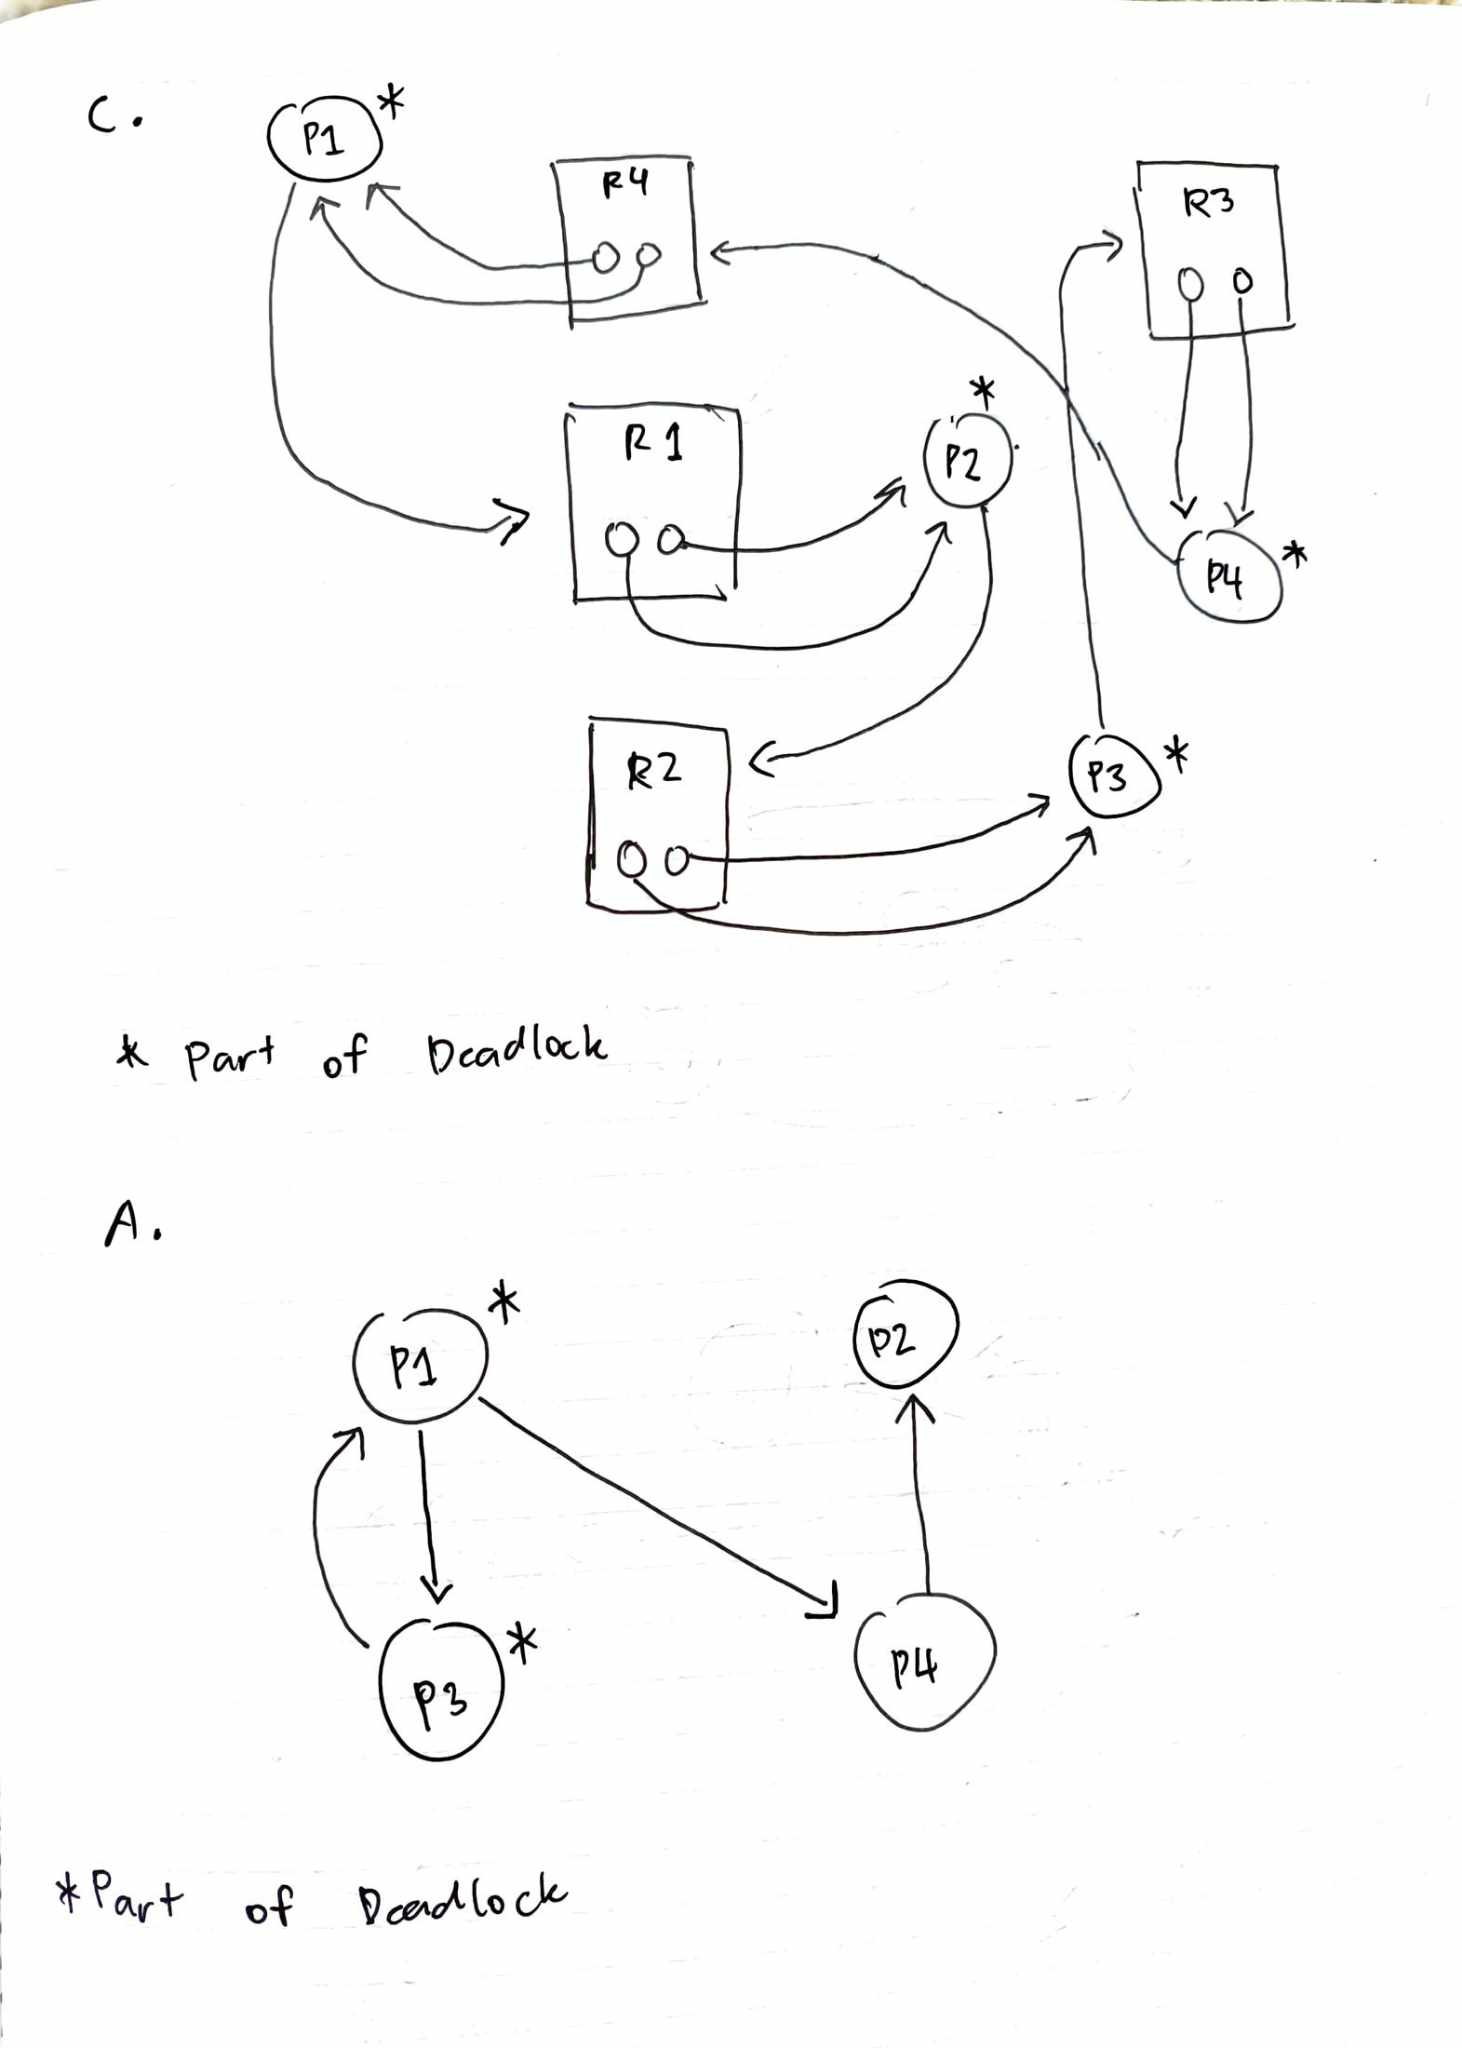 C.
P1 *
R4
R3
R1
*
P2
P4 *
R2
P3 *
* Part of Deadlock
A.
P1 *
P2
P3 *
P4
*Part of Deadlock